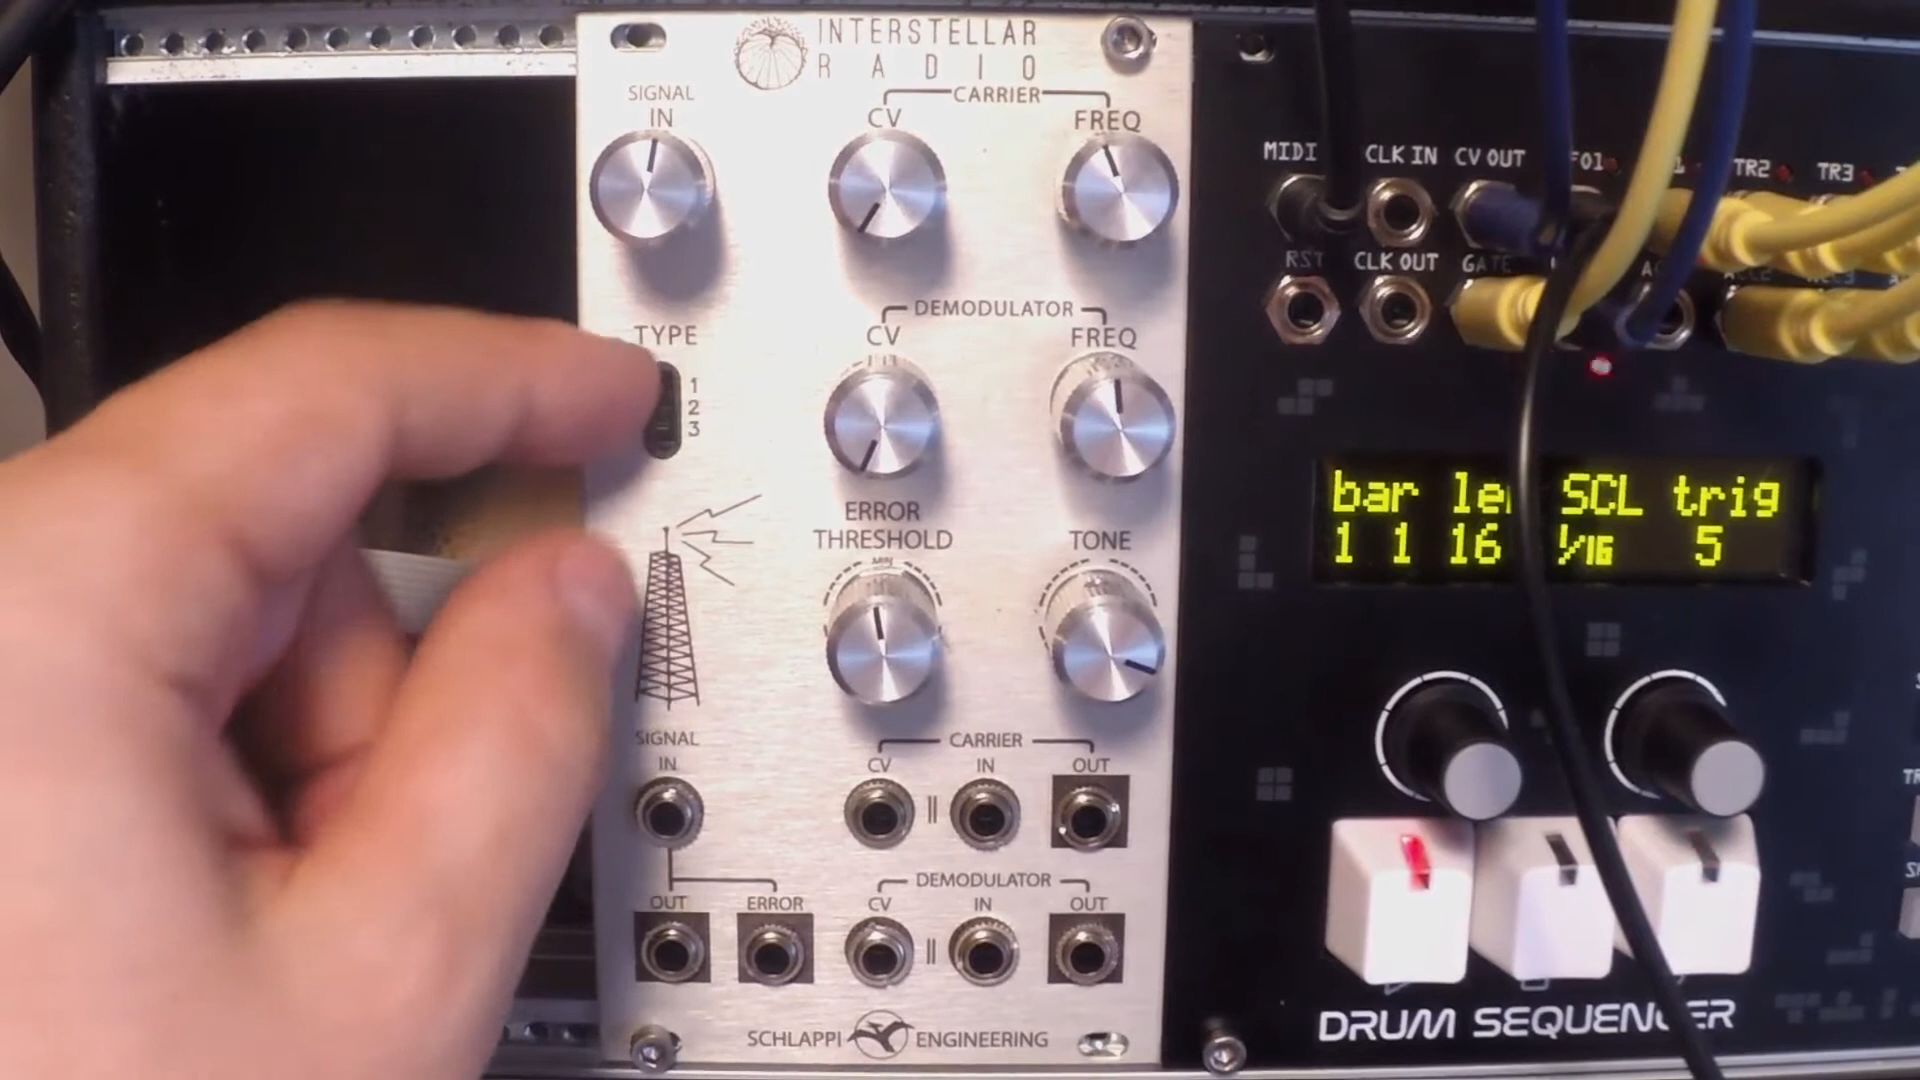 INTERSTELLAR
RADIO
SIGNAL
IN
CARRIER
CV
FREQ
TYPE
1
2
3
DEMODULATOR
CV
FREQ
ERROR
THRESHOLD
MIN
TONE
SIGNAL
IN
CARRIER
CV
IN
OUT
OUT
ERROR
DEMODULATOR
CV
IN
OUT
SCHLAPPI ENGINEERING
MIDI CLK IN CV OUT TR2 TR3
RST CLK OUT GATE
bar SCL trig
1 1 16 1/16 5
DRUM SEQUENCER